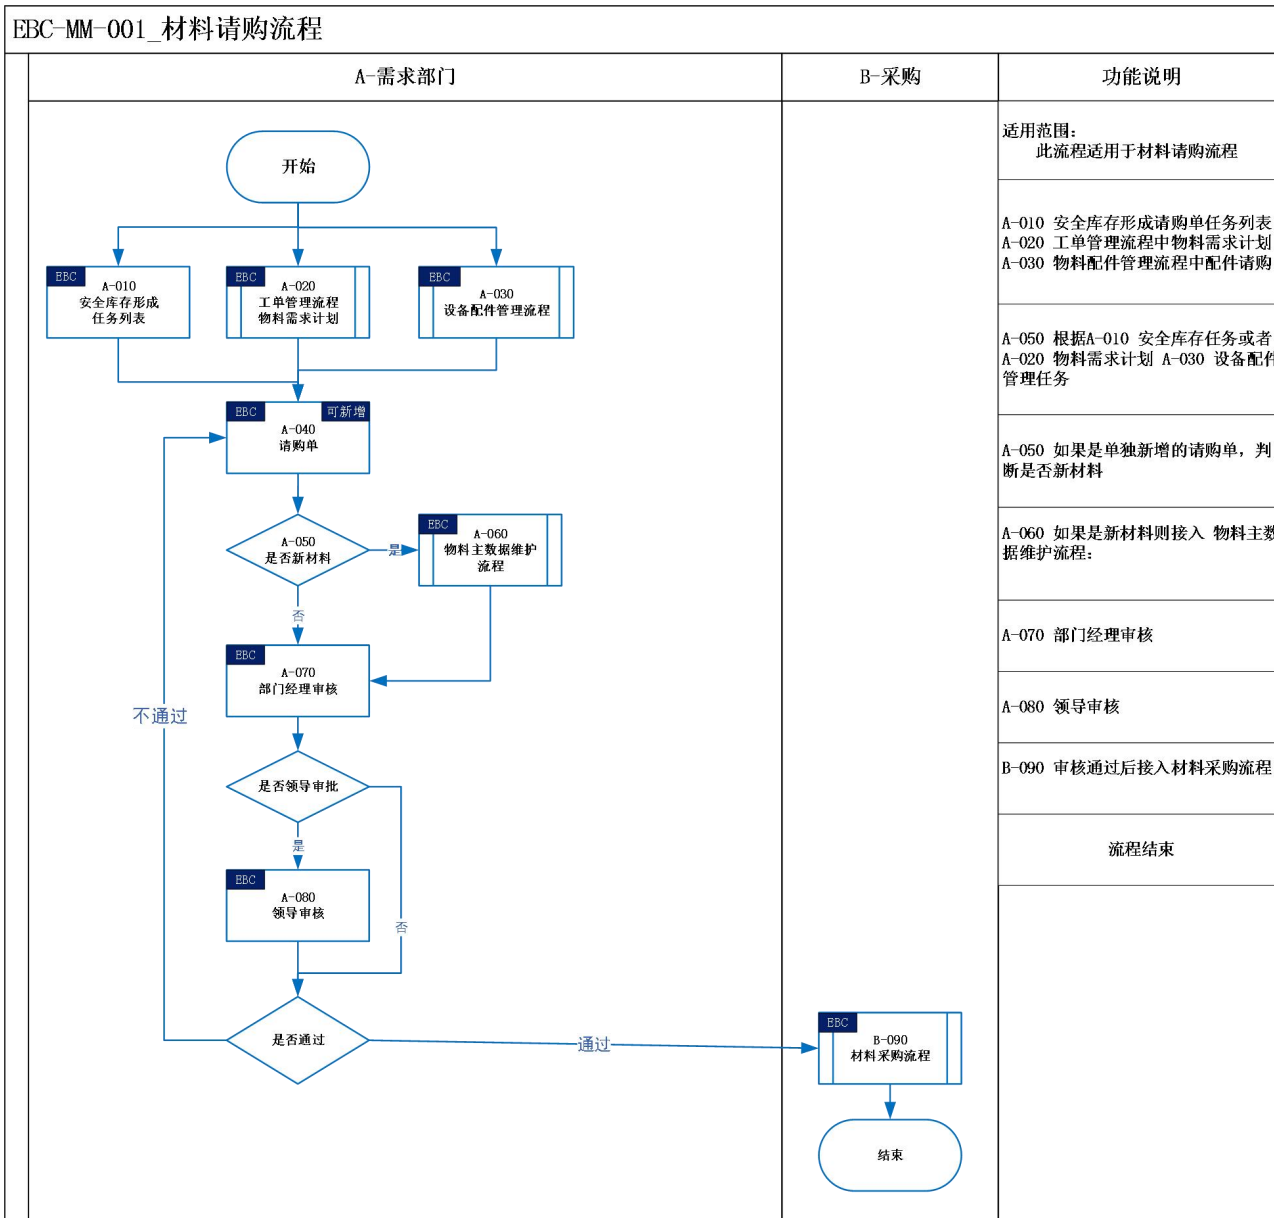 EBC-MM-001_材料请购流程
A-需求部门
B-采购
功能说明
开始
EBC
A-010
安全库存形成
任务列表
EBC
A-020
工单管理流程
物料需求计划
EBC
A-030
设备配件管理流程
EBC
可新增
A-040
请购单
A-050
是否新材料
是
EBC
A-060
物料主数据维护
流程
否
EBC
A-070
部门经理审核
不通过
是否领导审批
是
EBC
A-080
领导审核
否
是否通过
通过
EBC
B-090
材料采购流程
结束
适用范围:
此流程适用于材料请购流程
A-010 安全库存形成请购单任务列表
A-020 工单管理流程中物料需求计划
A-030 物料配件管理流程中配件请购
A-050 根据A-010 安全库存任务或者
A-020 物料需求计划 A-030 设备配件
管理任务
A-050 如果是单独新增的请购单，判
断是否新材料
A-060 如果是新材料则接入 物料主数
据维护流程:
A-070 部门经理审核
A-080 领导审核
B-090 审核通过后接入材料采购流程
流程结束